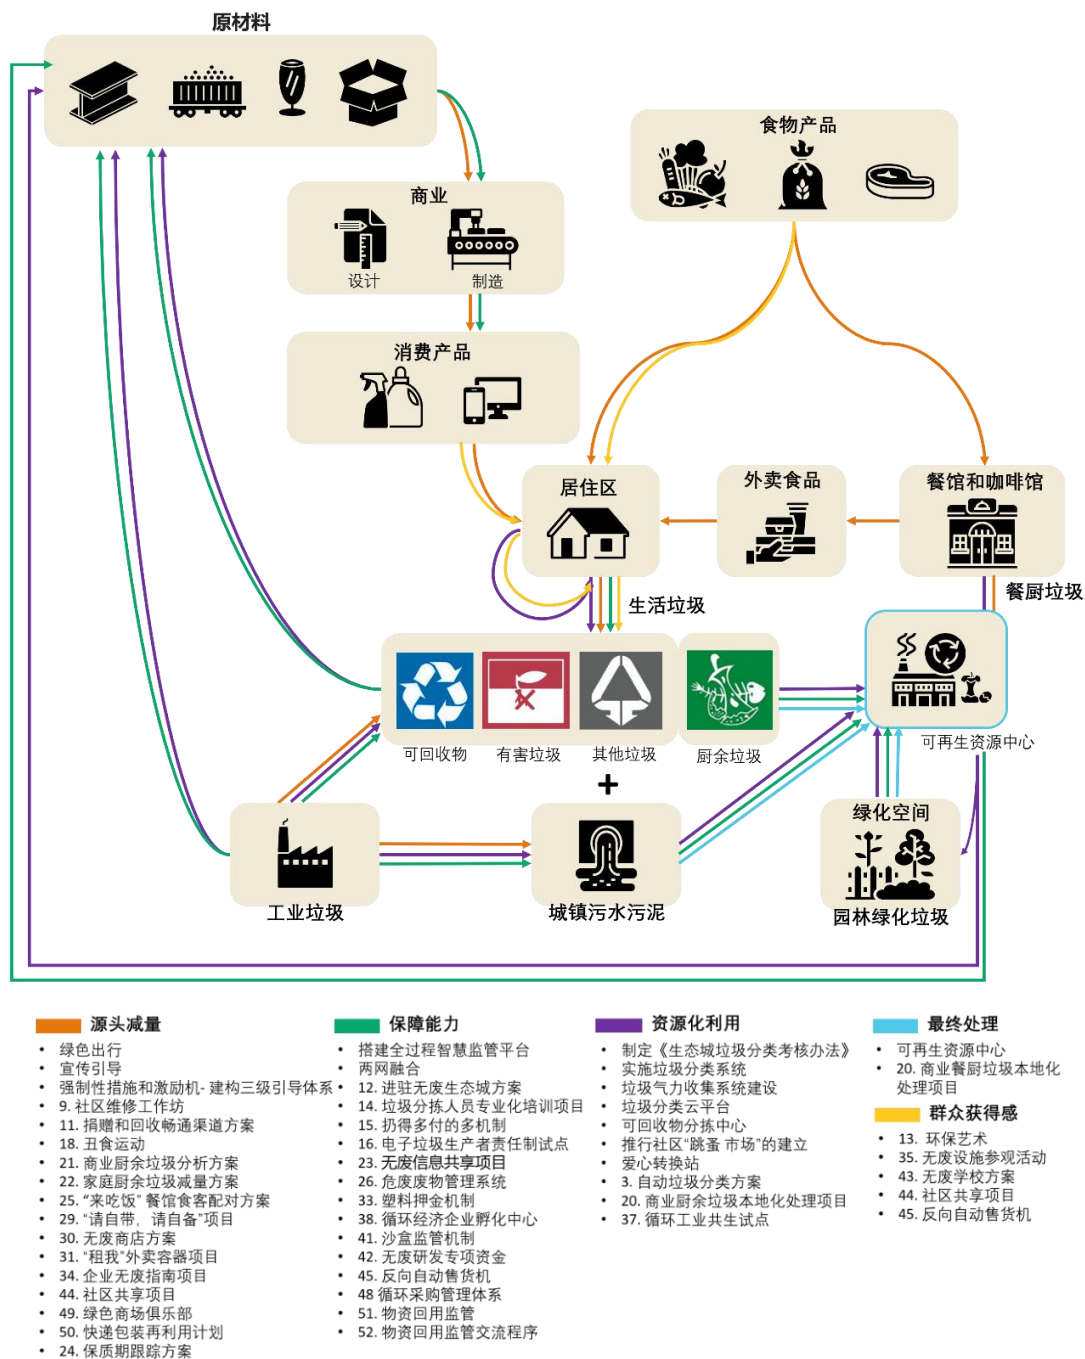 原材料
食物产品
商业
设计
制造
消费产品
居住区
外卖食品
餐馆和咖啡馆
生活垃圾
餐厨垃圾
可回收物
有害垃圾
其他垃圾
厨余垃圾
可再生资源中心
+
绿化空间
工业垃圾
城镇污水污泥
园林绿化垃圾
源头减量
• 绿色出行
• 宣传引导
• 强制性措施和激励机- 建构三级引导体系
• 9. 社区维修工作坊
• 11. 捐赠和回收畅通渠道方案
• 18. 丑食运动
• 21. 商业厨余垃圾分析方案
• 22. 家庭厨余垃圾减量方案
• 25. “来吃饭” 餐馆食客配对方案
• 29. “请自带，请自备”项目
• 30. 无废商店方案
• 31. “租我”外卖容器项目
• 34. 企业无废指南项目
• 44. 社区共享项目
• 49. 绿色商场俱乐部
• 50. 快递包装再利用计划
• 24. 保质期跟踪方案
保障能力
• 搭建全过程智慧监管平台
• 两网融合
• 12. 进驻无废生态城方案
• 14. 垃圾分拣人员专业化培训项目
• 15. 扔得多付的多机制
• 16. 电子垃圾生产者责任制试点
• 23. 无废信息共享项目
• 26. 危废废物管理系统
• 33. 塑料押金机制
• 38. 循环经济企业孵化中心
• 41. 沙盒监管机制
• 42. 无废研发专项资金
• 45. 反向自动售货机
• 48 循环采购管理体系
• 51. 物资回用监管
• 52. 物资回用监管交流程序
资源化利用
• 制定《生态城垃圾分类考核办法》
• 实施垃圾分类系统
• 垃圾气力收集系统建设
• 垃圾分类云平台
• 可回收物分拣中心
• 推行社区“跳蚤 市场”的建立
• 爱心转换站
• 3. 自动垃圾分类方案
• 20. 商业厨余垃圾本地化处理项目
• 37. 循环工业共生试点
最终处理
• 可再生资源中心
• 20. 商业餐厨垃圾本地化
处理项目
群众获得感
• 13. 环保艺术
• 35. 无废设施参观活动
• 43. 无废学校方案
• 44. 社区共享项目
• 45. 反向自动售货机